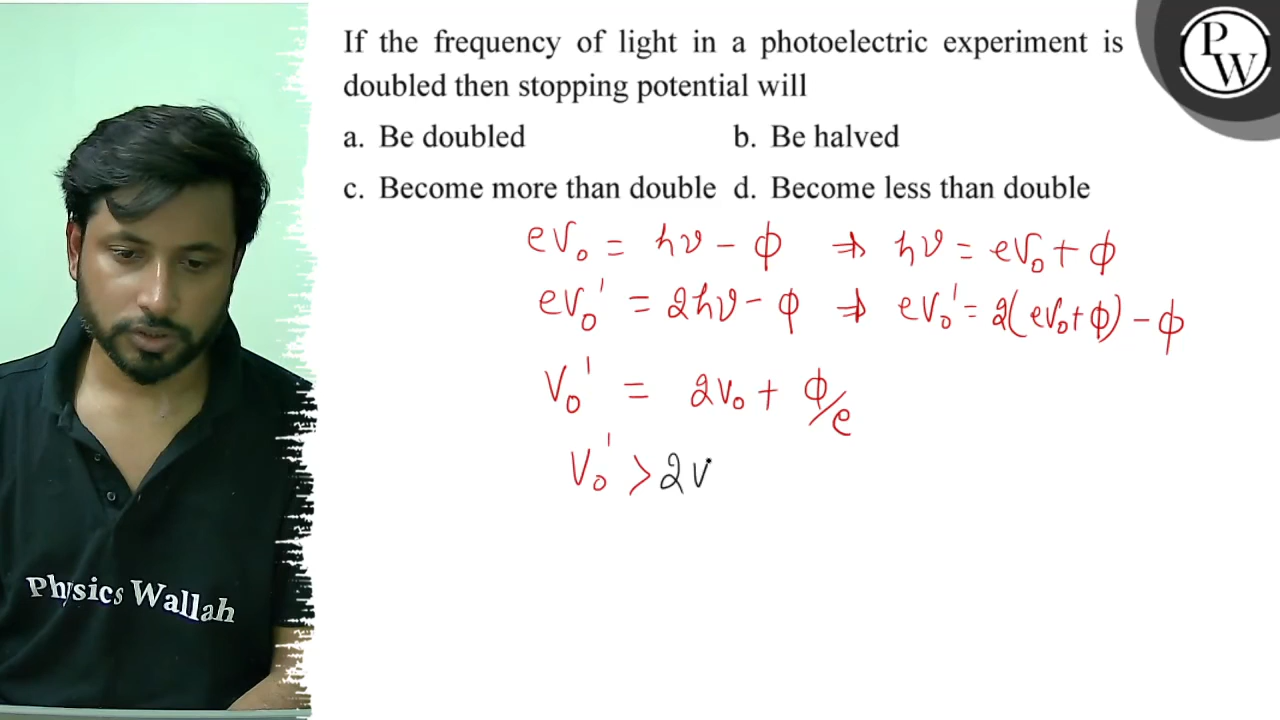 If the frequency of light in a photoelectric experiment is
doubled then stopping potential will
a. Be doubled b. Be halved
c. Become more than double d. Become less than double
eV₀ = hν − ϕ ⇒ hν = eV₀ + ϕ
eV₀' = 2hν − ϕ ⇒ eV₀' = 2(eV₀ + ϕ) − ϕ
V₀' = 2V₀ + ϕ/e
V₀' > 2V
PW
Physics Wallah